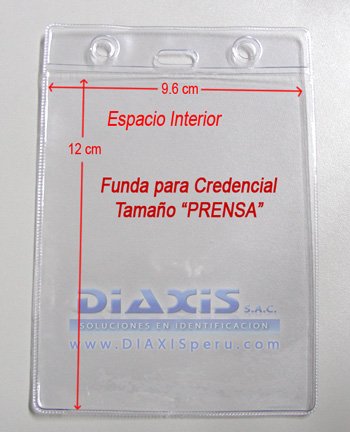 9.6 cm
Espacio Interior
12 cm
Funda para Credencial
Tamaño “PRENSA”
DiAXiS S.A.C.
SOLUCIONES EN IDENTIFICACION
www.DIAXISperu.com